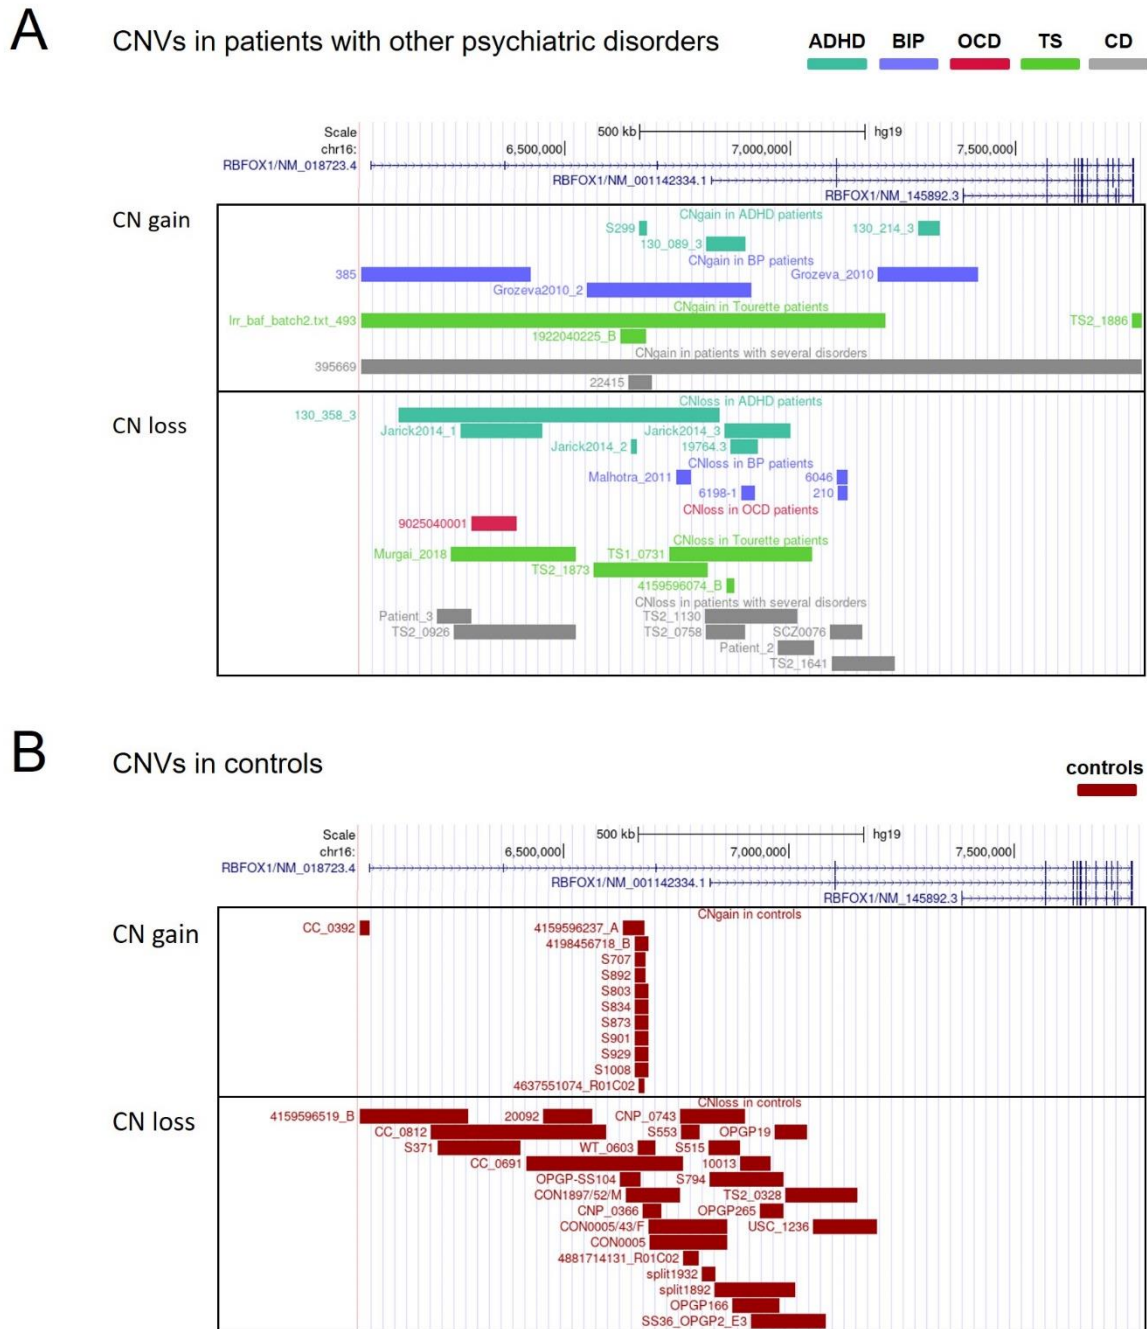 A
CNVs in patients with other psychiatric disorders
ADHD BIP OCD TS CD
Scale 500 kb hg19
chr16: 6,500,000 7,000,000 7,500,000
RBFOX1/NM_018723.4
RBFOX1/NM_001142334.1
RBFOX1/NM_145892.3
CN gain
CNgain in ADHD patients
S299 130_214_3
130_089_3
CNgain in BP patients
385 Grozeva_2010
Grozeva2010_2
CNgain in Tourette patients
lrr_baf_batch2.txt_493 TS2_1886
1922040225_B
CNgain in patients with several disorders
395669
22415
CN loss
CNloss in ADHD patients
130_358_3
Jarick2014_1 Jarick2014_3
Jarick2014_2 19764.3
CNloss in BP patients
Malhotra_2011 6046
6198-1 210
CNloss in OCD patients
9025040001
CNloss in Tourette patients
Murgai_2018 TS1_0731
TS2_1873
4159596074_B
CNloss in patients with several disorders
Patient_3 TS2_1130
TS2_0926 TS2_0758 SCZ0076
Patient_2
TS2_1641
B
CNVs in controls
controls
Scale 500 kb hg19
chr16: 6,500,000 7,000,000 7,500,000
RBFOX1/NM_018723.4
RBFOX1/NM_001142334.1
RBFOX1/NM_145892.3
CN gain
CNgain in controls
CC_0392 4159596237_A
4198456718_B
S707
S892
S803
S834
S873
S901
S929
S1008
4637551074_R01C02
CN loss
CNloss in controls
4159596519_B 20092 CNP_0743
CC_0812 S553 OPGP19
S371 WT_0603 S515
CC_0691 10013
OPGP-SS104 S794
CON1897/52/M TS2_0328
CNP_0366 OPGP265
CON0005/43/F USC_1236
CON0005
4881714131_R01C02
split1932
split1892
OPGP166
SS36_OPGP2_E3